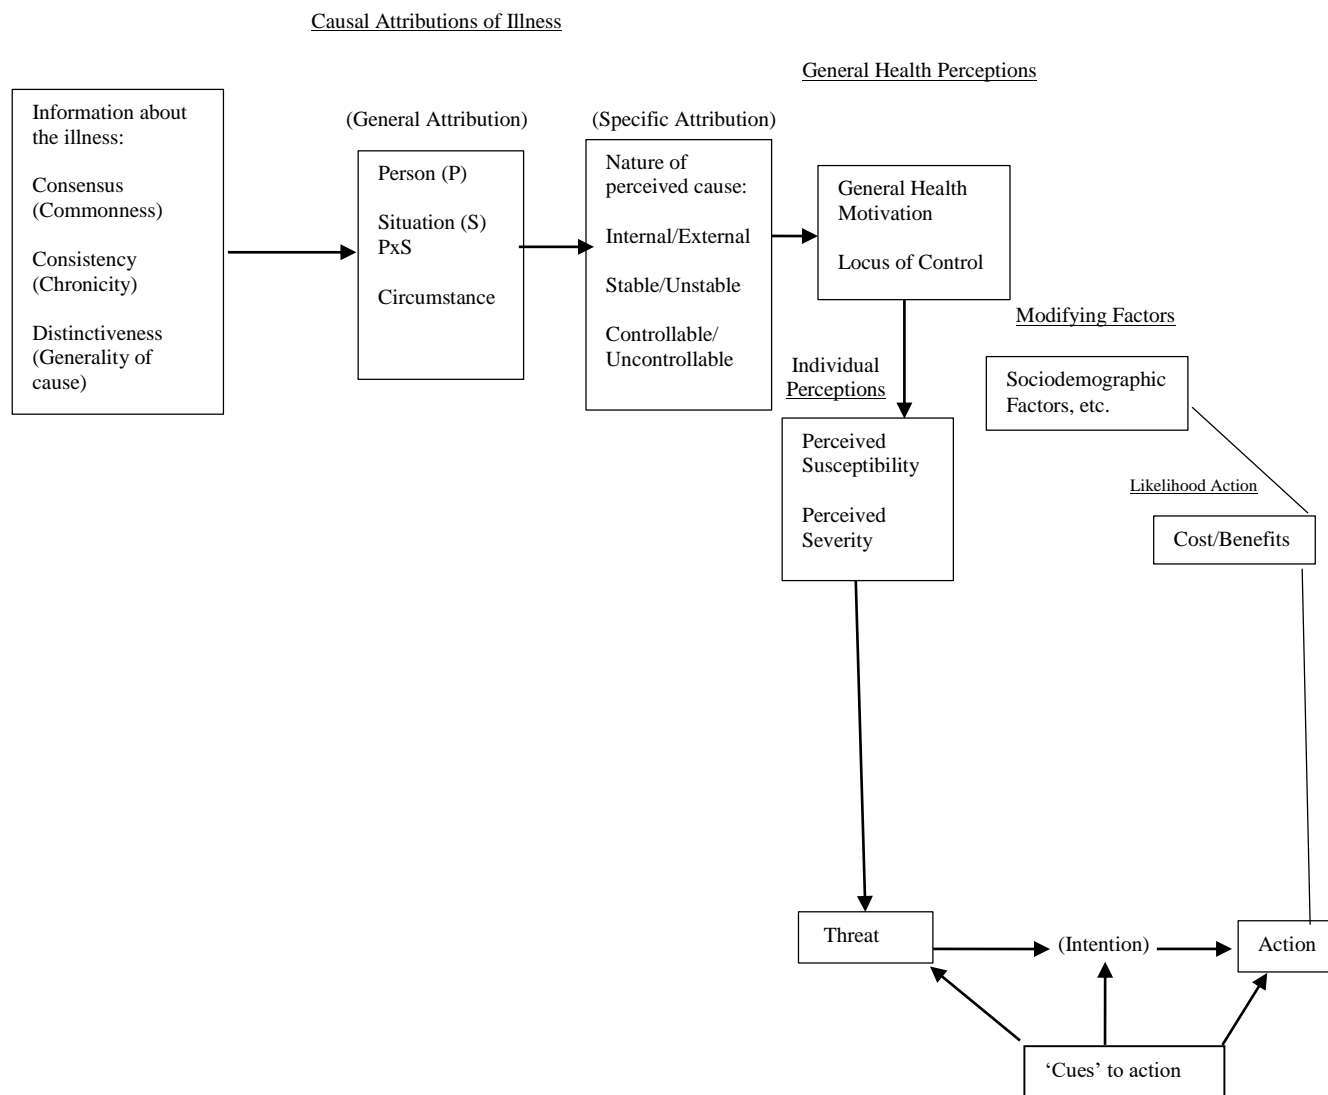 Causal Attributions of Illness
General Health Perceptions
Information about
the illness:
Consensus
(Commonness)
Consistency
(Chronicity)
Distinctiveness
(Generality of
cause)
(General Attribution)
Person (P)
Situation (S)
PxS
Circumstance
(Specific Attribution)
Nature of
perceived cause:
Internal/External
Stable/Unstable
Controllable/
Uncontrollable
General Health
Motivation
Locus of Control
Modifying Factors
Sociodemographic
Factors, etc.
Individual
Perceptions
Perceived
Susceptibility
Perceived
Severity
Likelihood Action
Cost/Benefits
Threat
(Intention)
Action
‘Cues’ to action